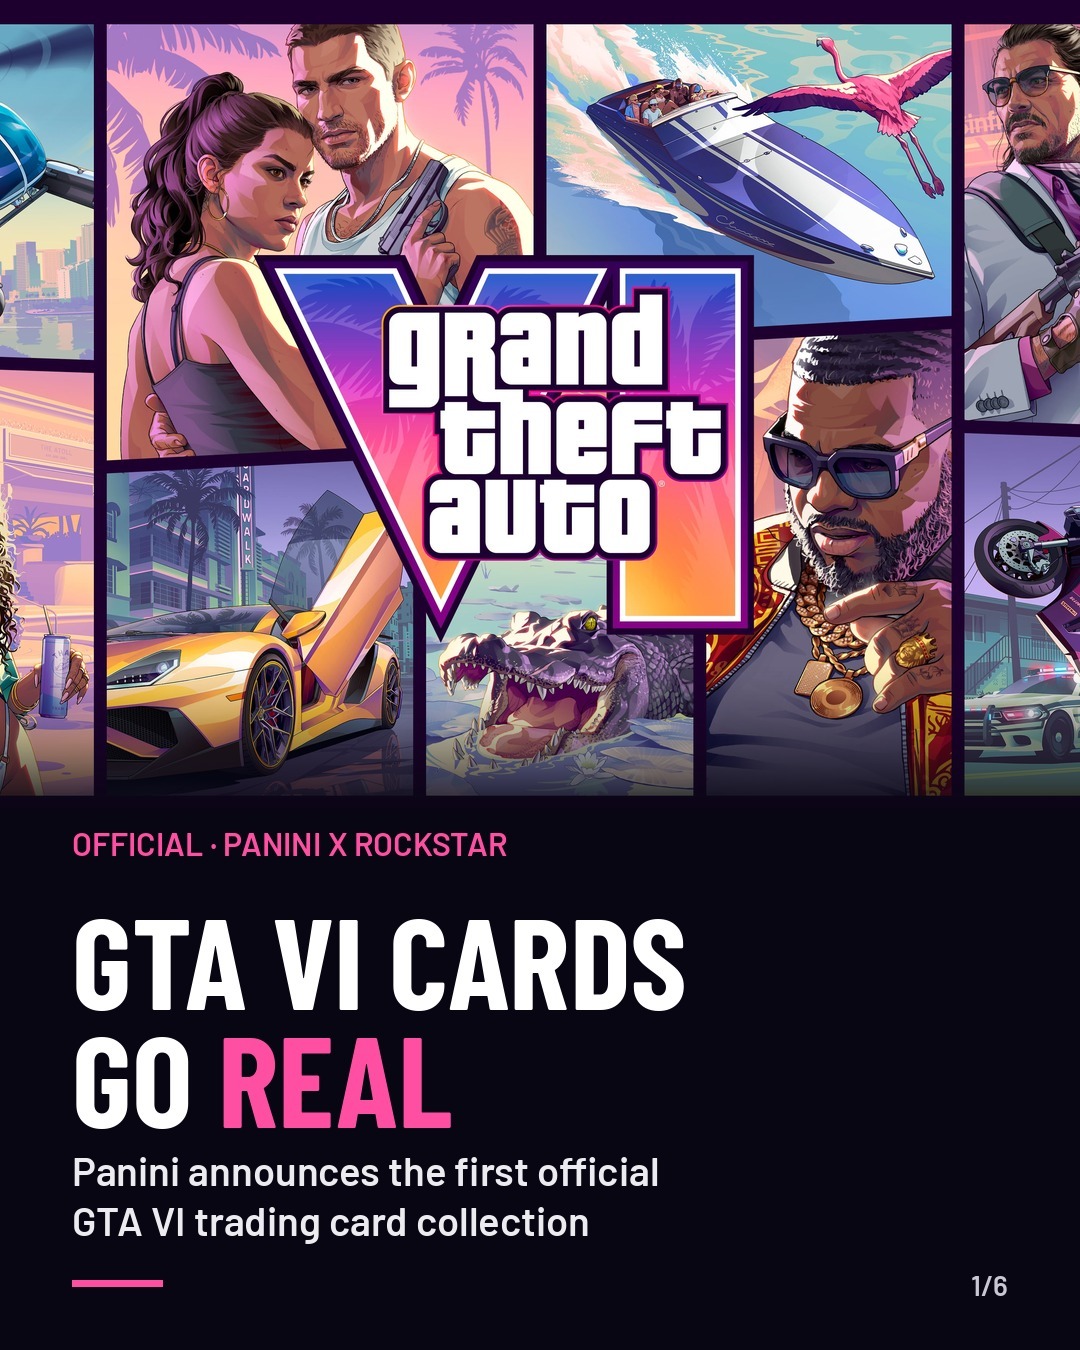 VI
grand
theft
auto
®
OFFICIAL · PANINI X ROCKSTAR
GTA VI CARDS
GO REAL
Panini announces the first official
GTA VI trading card collection
1/6